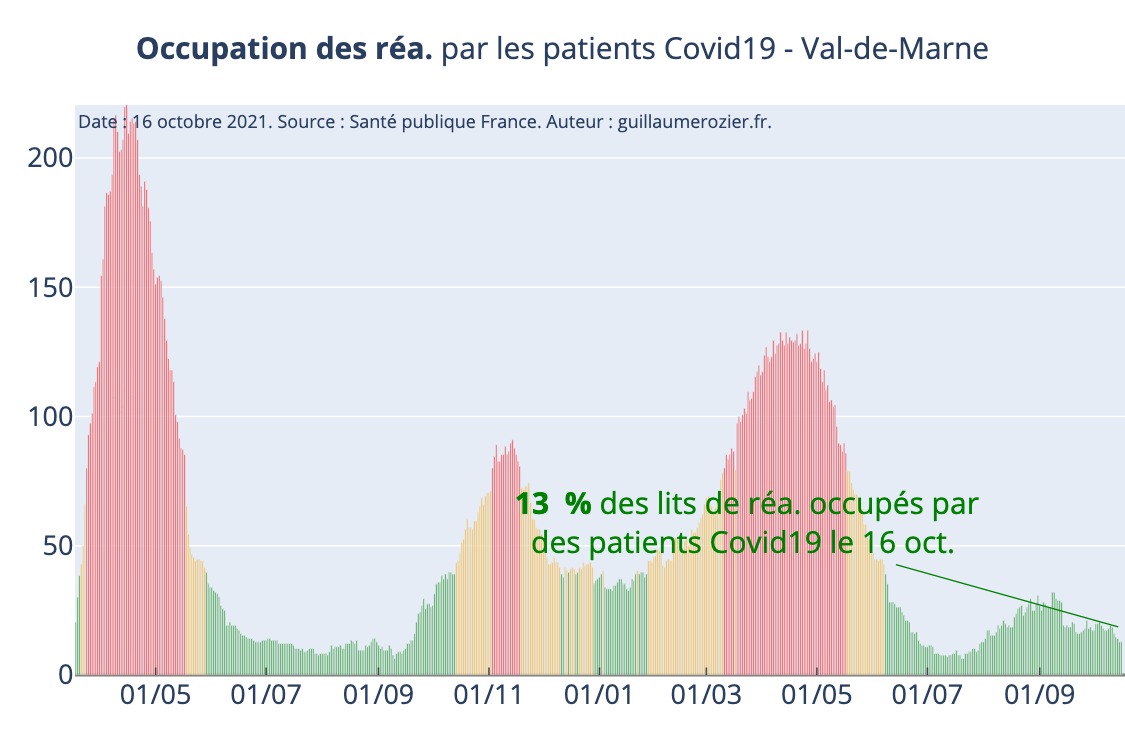 Occupation des réa. par les patients Covid19 - Val-de-Marne
Date : 16 octobre 2021. Source : Santé publique France. Auteur : guillaumerozier.fr.
200
150
100
13 % des lits de réa. occupés par
des patients Covid19 le 16 oct.
50
0
01/05 01/07 01/09 01/11 01/01 01/03 01/05 01/07 01/09